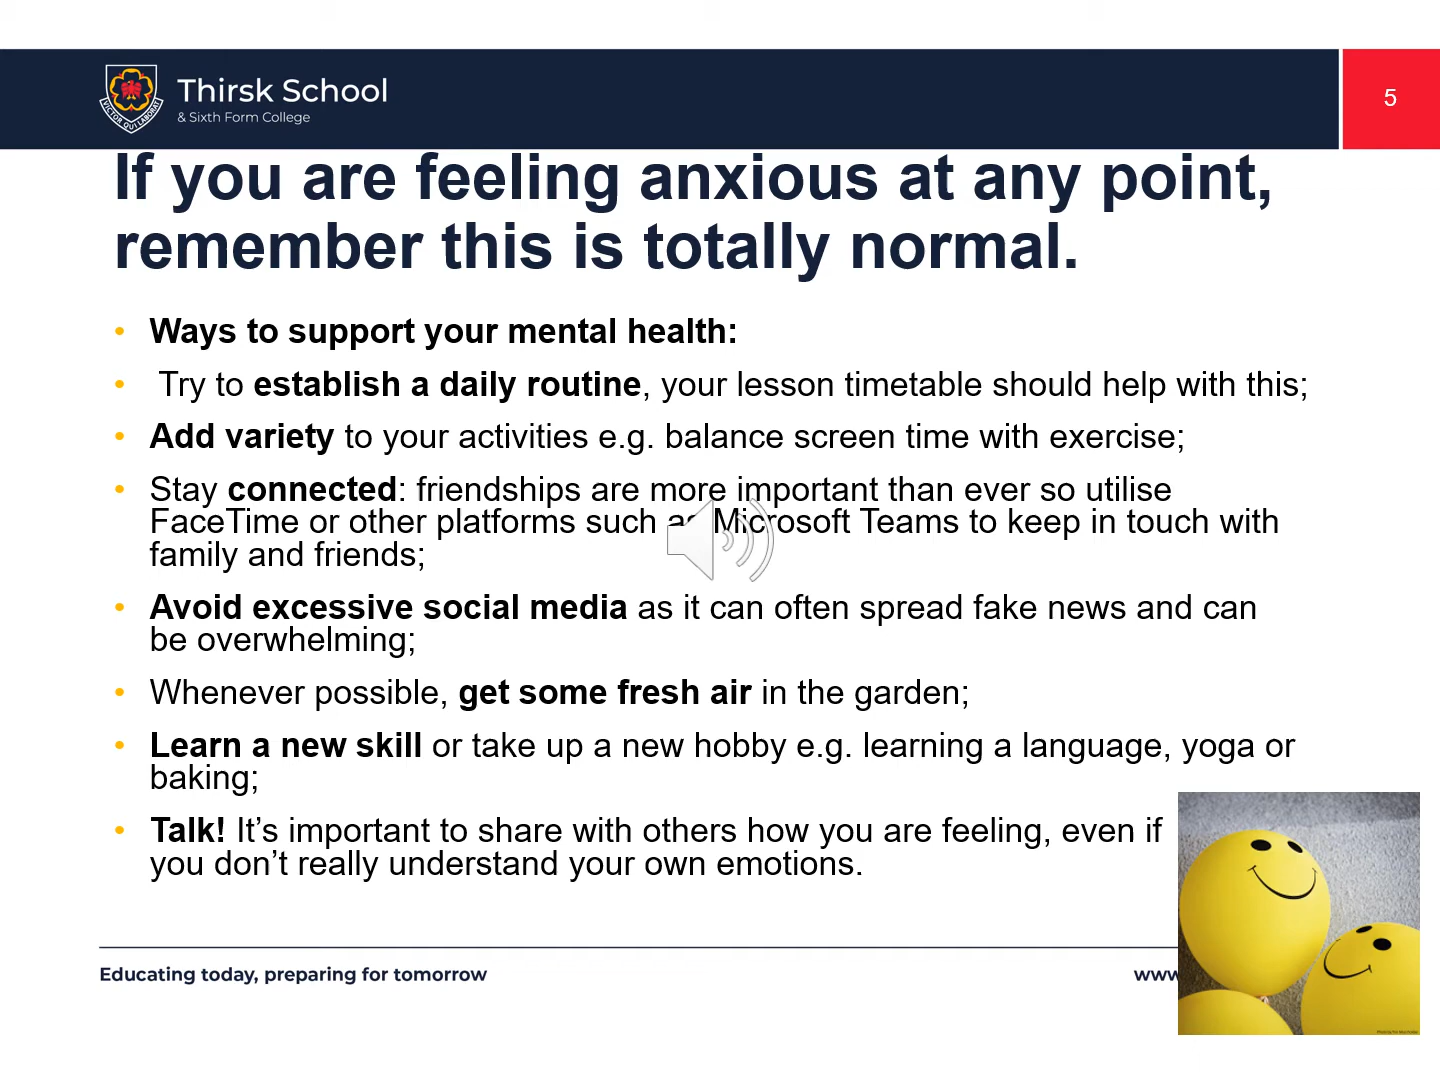 Thirsk School
& Sixth Form College
VICTOR QUI LABORAT
5
If you are feeling anxious at any point,
remember this is totally normal.
• Ways to support your mental health:
• Try to establish a daily routine, your lesson timetable should help with this;
• Add variety to your activities e.g. balance screen time with exercise;
• Stay connected: friendships are more important than ever so utilise
FaceTime or other platforms such as Microsoft Teams to keep in touch with
family and friends;
• Avoid excessive social media as it can often spread fake news and can
be overwhelming;
• Whenever possible, get some fresh air in the garden;
• Learn a new skill or take up a new hobby e.g. learning a language, yoga or
baking;
• Talk! It’s important to share with others how you are feeling, even if
you don’t really understand your own emotions.
Educating today, preparing for tomorrow
www